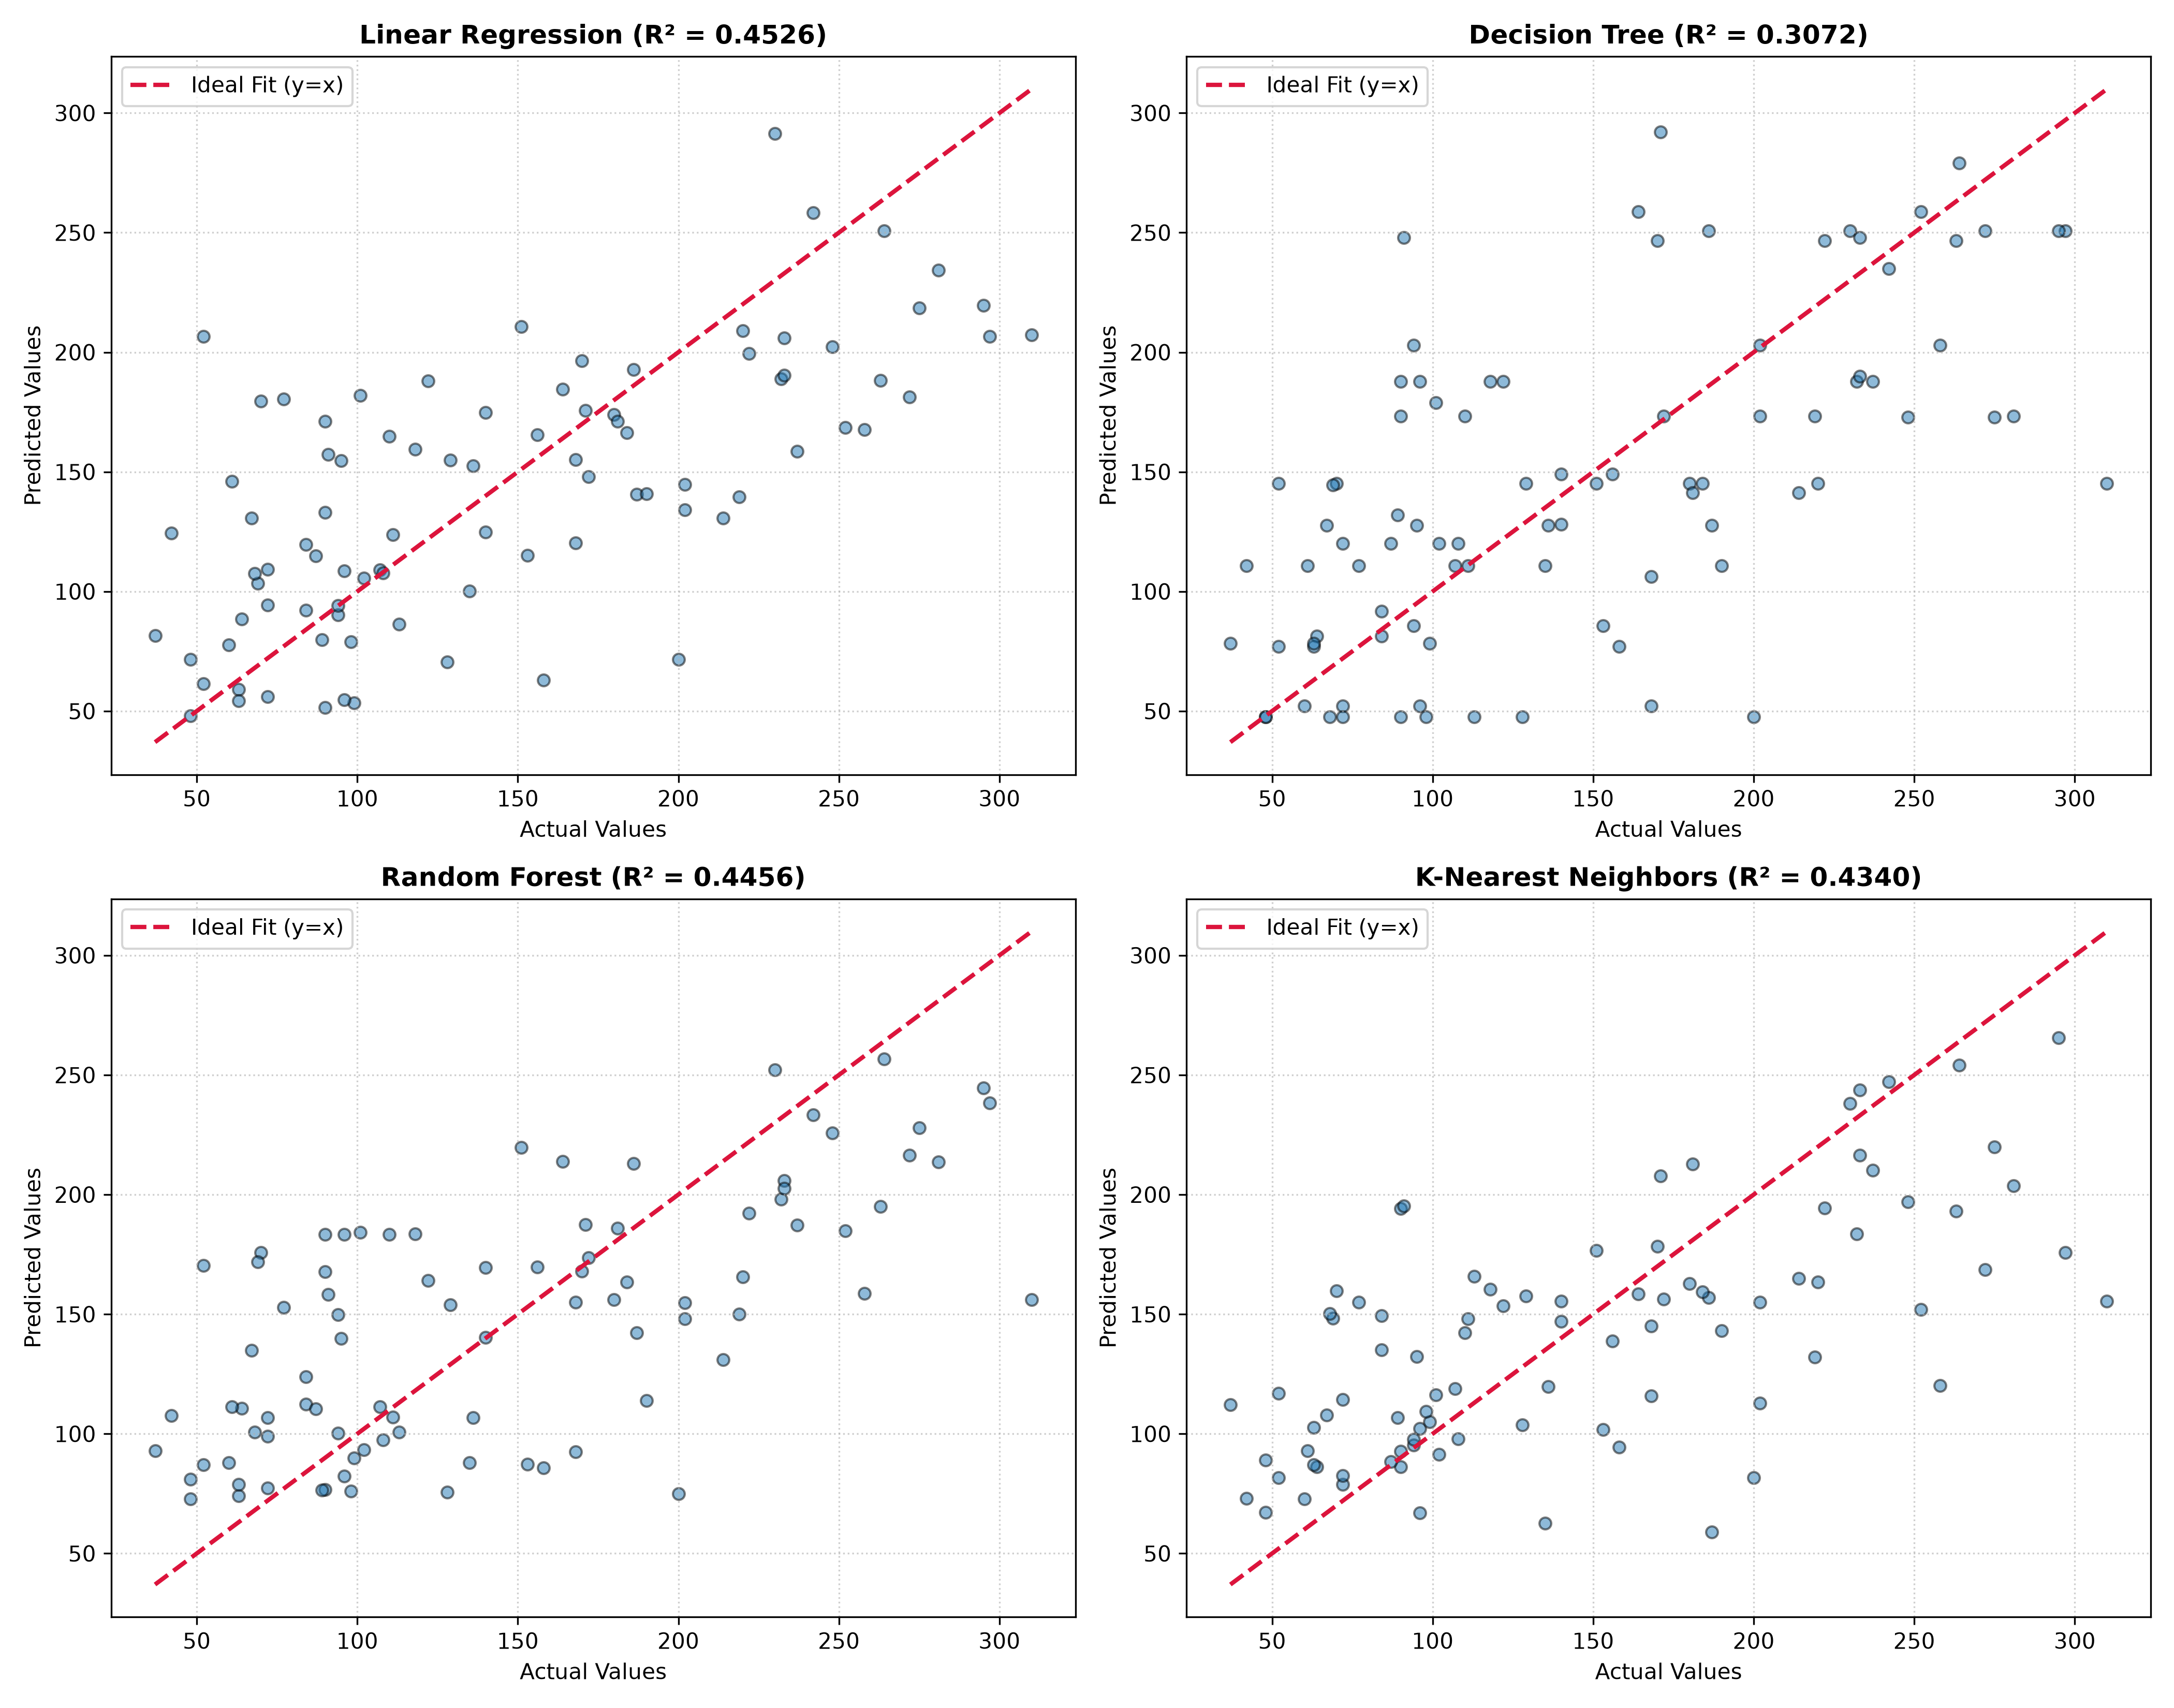 Linear Regression (R² = 0.4526)
Ideal Fit (y=x)
300
250
200
150
100
50
Predicted Values
50 100 150 200 250 300
Actual Values
Decision Tree (R² = 0.3072)
Ideal Fit (y=x)
300
250
200
150
100
50
Predicted Values
50 100 150 200 250 300
Actual Values
Random Forest (R² = 0.4456)
Ideal Fit (y=x)
300
250
200
150
100
50
Predicted Values
50 100 150 200 250 300
Actual Values
K-Nearest Neighbors (R² = 0.4340)
Ideal Fit (y=x)
300
250
200
150
100
50
Predicted Values
50 100 150 200 250 300
Actual Values